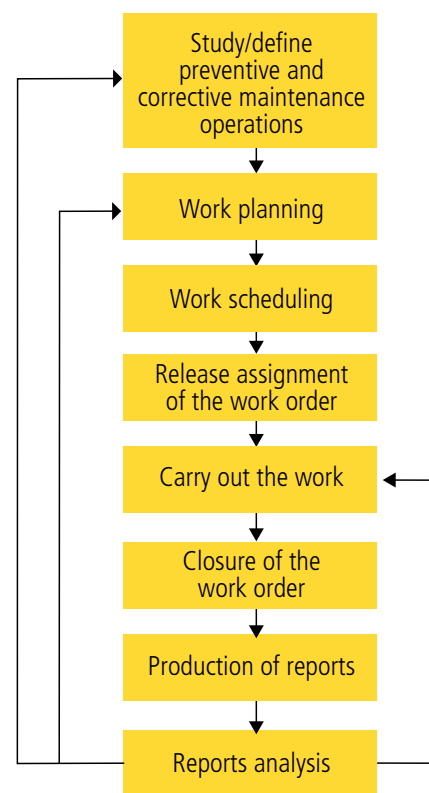 Study/define
preventive and
corrective maintenance
operations
Work planning
Work scheduling
Release assignment
of the work order
Carry out the work
Closure of the
work order
Production of reports
Reports analysis